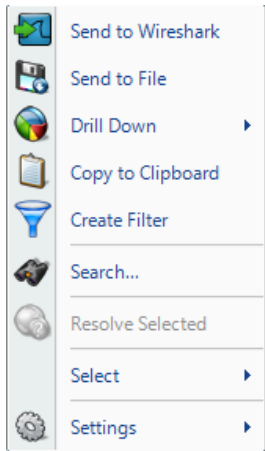 Send to Wireshark
Send to File
Drill Down
Copy to Clipboard
Create Filter
Search...
Resolve Selected
Select
Settings